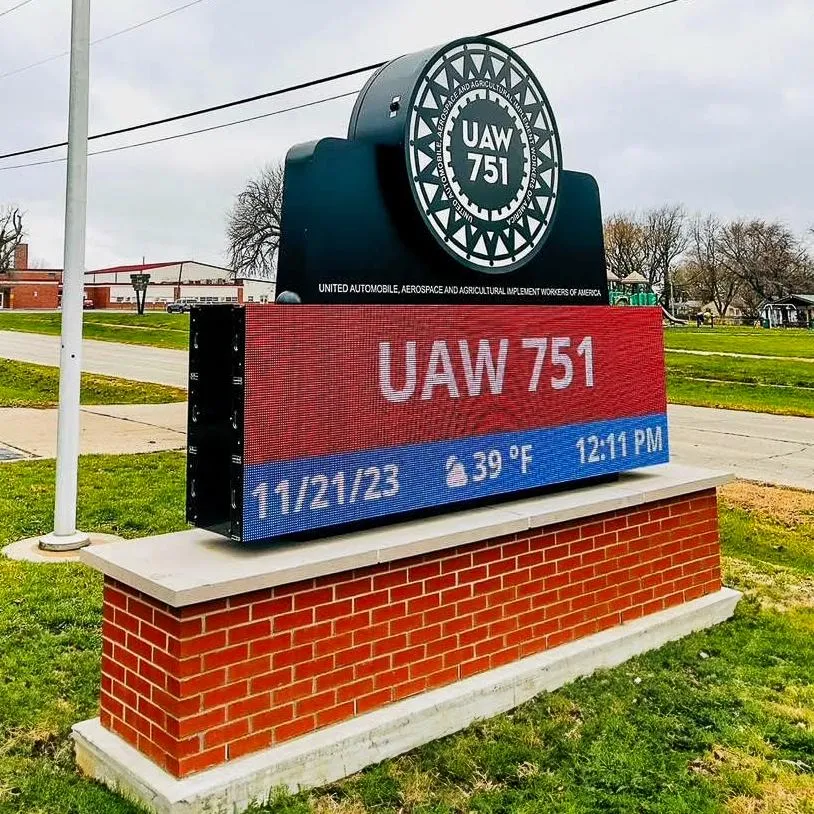 UNITED AUTOMOBILE, AEROSPACE AND AGRICULTURAL IMPLEMENT WORKERS OF AMERICA
UAW
751
UNITED AUTOMOBILE, AEROSPACE AND AGRICULTURAL IMPLEMENT WORKERS OF AMERICA
UAW 751
11/21/23 39 °F 12:11 PM